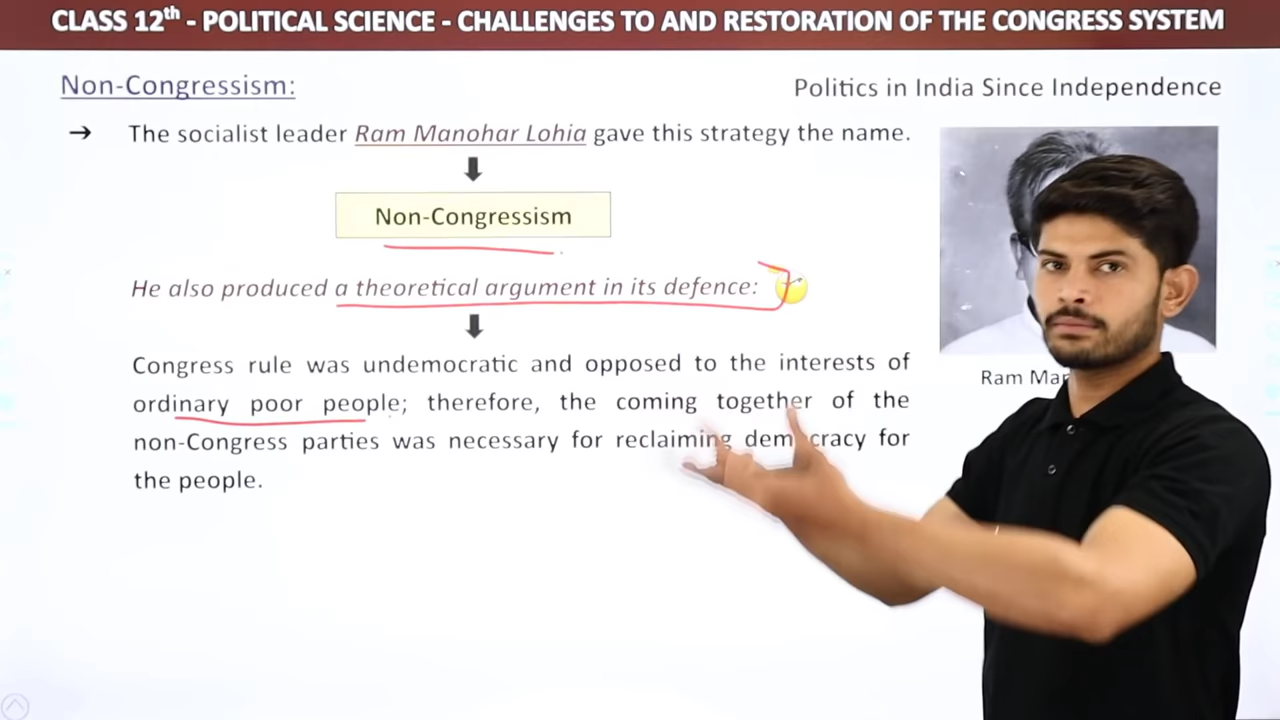 CLASS 12th - POLITICAL SCIENCE - CHALLENGES TO AND RESTORATION OF THE CONGRESS SYSTEM
Non-Congressism:
Politics in India Since Independence
→ The socialist leader Ram Manohar Lohia gave this strategy the name.
Non-Congressism
He also produced a theoretical argument in its defence:
Congress rule was undemocratic and opposed to the interests of
ordinary poor people; therefore, the coming together of the
non-Congress parties was necessary for reclaiming democracy for
the people.
Ram